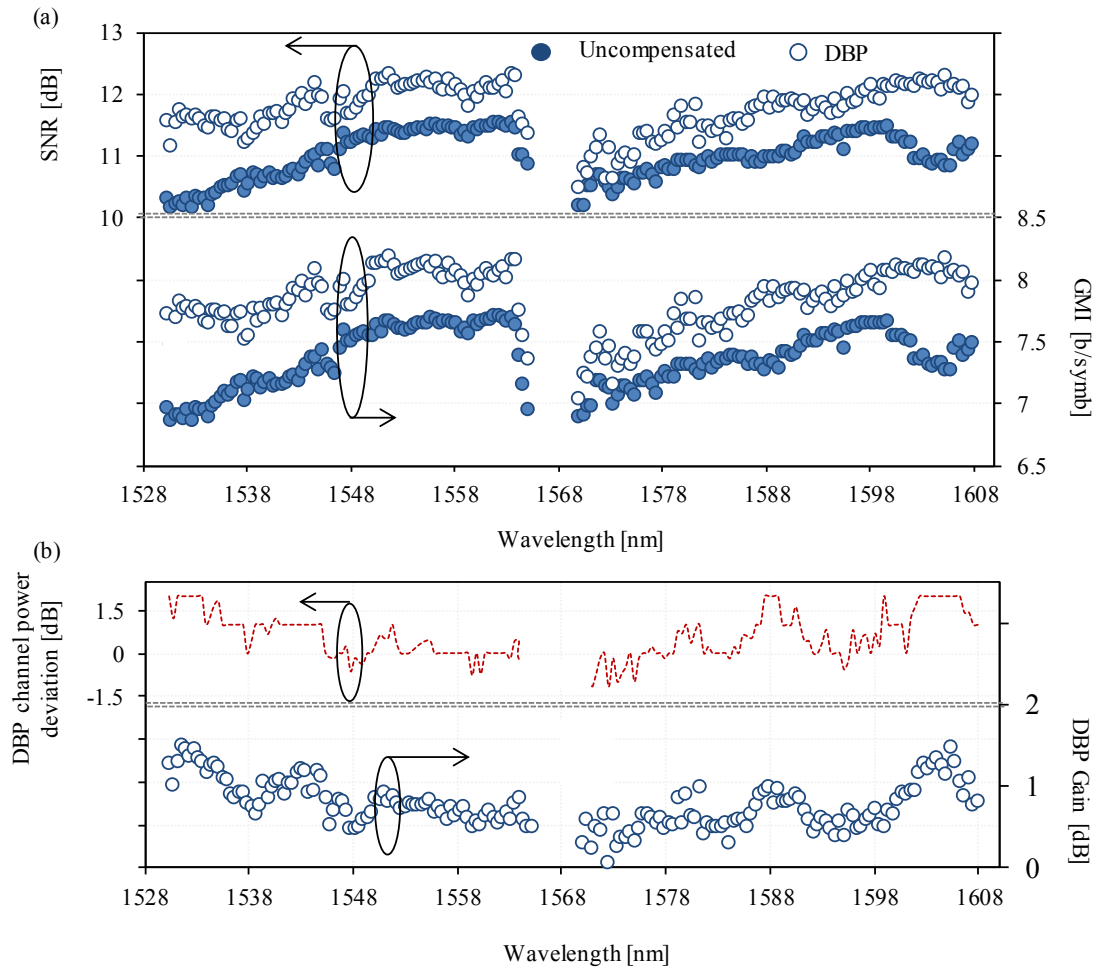 (a)
Uncompensated DBP
SNR [dB]
13
12
11
10
8.5
8
7.5
7
6.5
GMI [b/symb]
1528 1538 1548 1558 1568 1578 1588 1598 1608
Wavelength [nm]
(b)
DBP channel power
deviation [dB]
1.5
0
-1.5
2
1
0
DBP Gain [dB]
1528 1538 1548 1558 1568 1578 1588 1598 1608
Wavelength [nm]